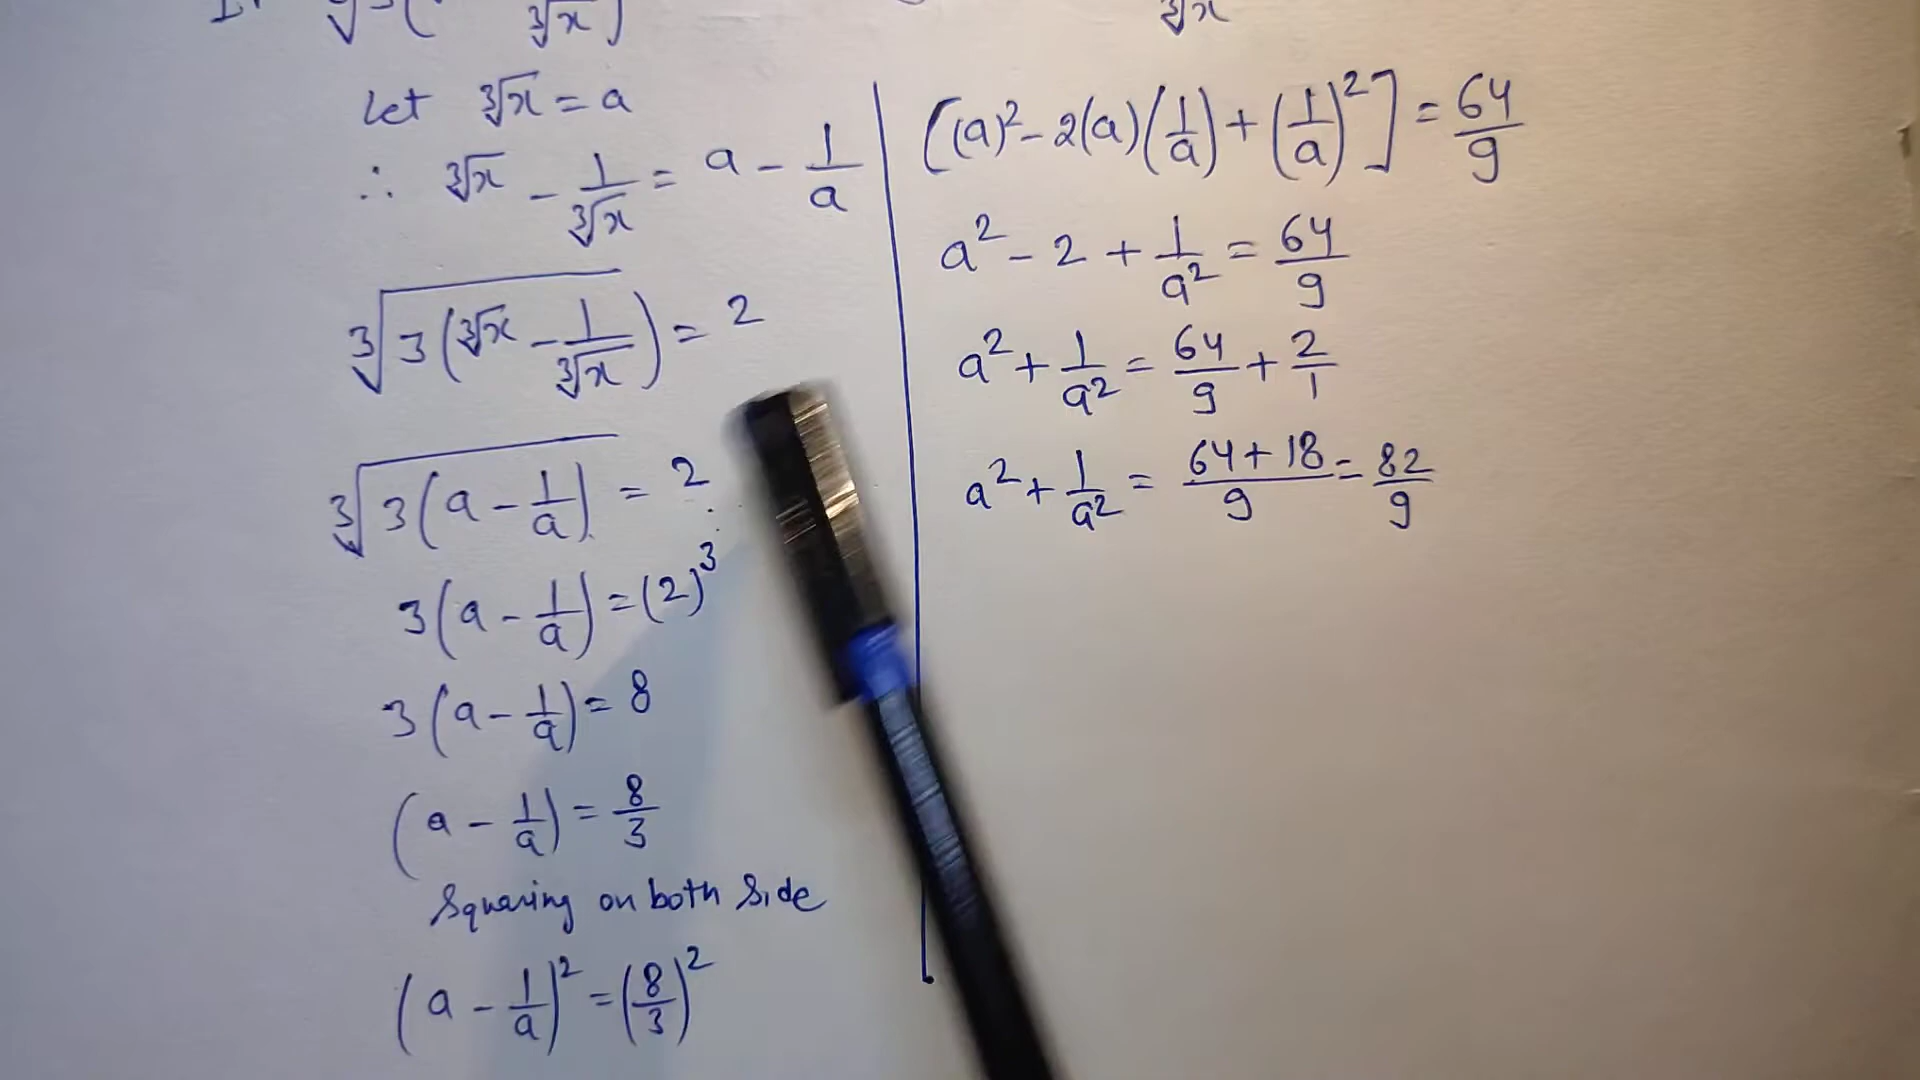 let ∛x = a
∴ ∛x - 1/∛x = a - 1/a
∛(3(∛x - 1/∛x)) = 2
∛(3(a - 1/a)) = 2
3(a - 1/a) = (2)³
3(a - 1/a) = 8
(a - 1/a) = 8/3
Squaring on both Side
(a - 1/a)² = (8/3)²
∛x
[(a)² - 2(a)(1/a) + (1/a)²] = 64/9
a² - 2 + 1/a² = 64/9
a² + 1/a² = 64/9 + 2/1
a² + 1/a² = (64 + 18)/9 = 82/9